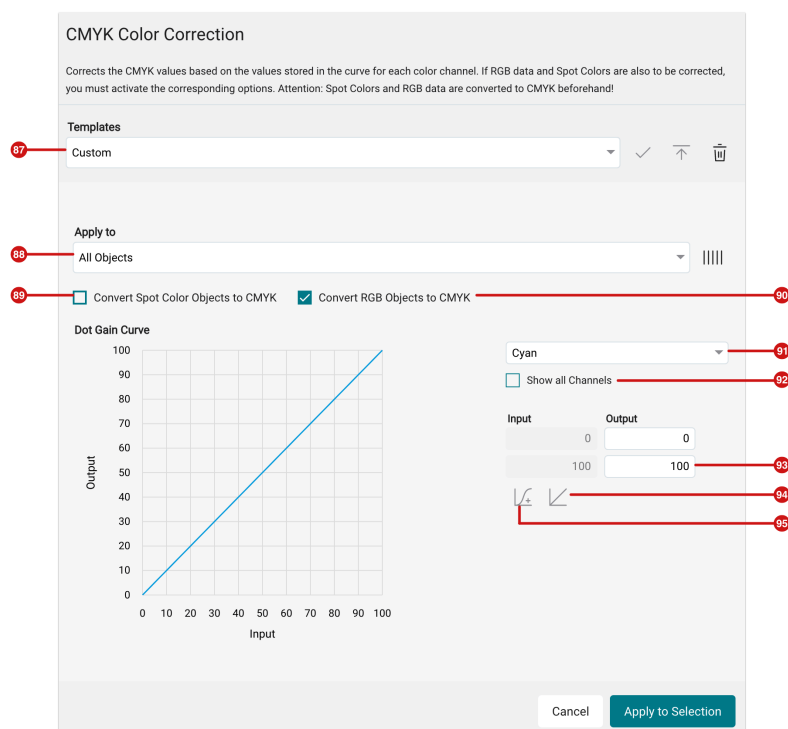 CMYK Color Correction
Corrects the CMYK values based on the values stored in the curve for each color channel. If RGB data and Spot Colors are also to be corrected,
you must activate the corresponding options. Attention: Spot Colors and RGB data are converted to CMYK beforehand!
Templates
87
Custom
Apply to
88
All Objects
89
Convert Spot Color Objects to CMYK
Convert RGB Objects to CMYK
90
Dot Gain Curve
Cyan
91
Show all Channels
92
Input
Output
0
0
100
100
93
94
95
100
90
80
70
60
50
40
30
20
10
0
Output
0 10 20 30 40 50 60 70 80 90 100
Input
Cancel
Apply to Selection